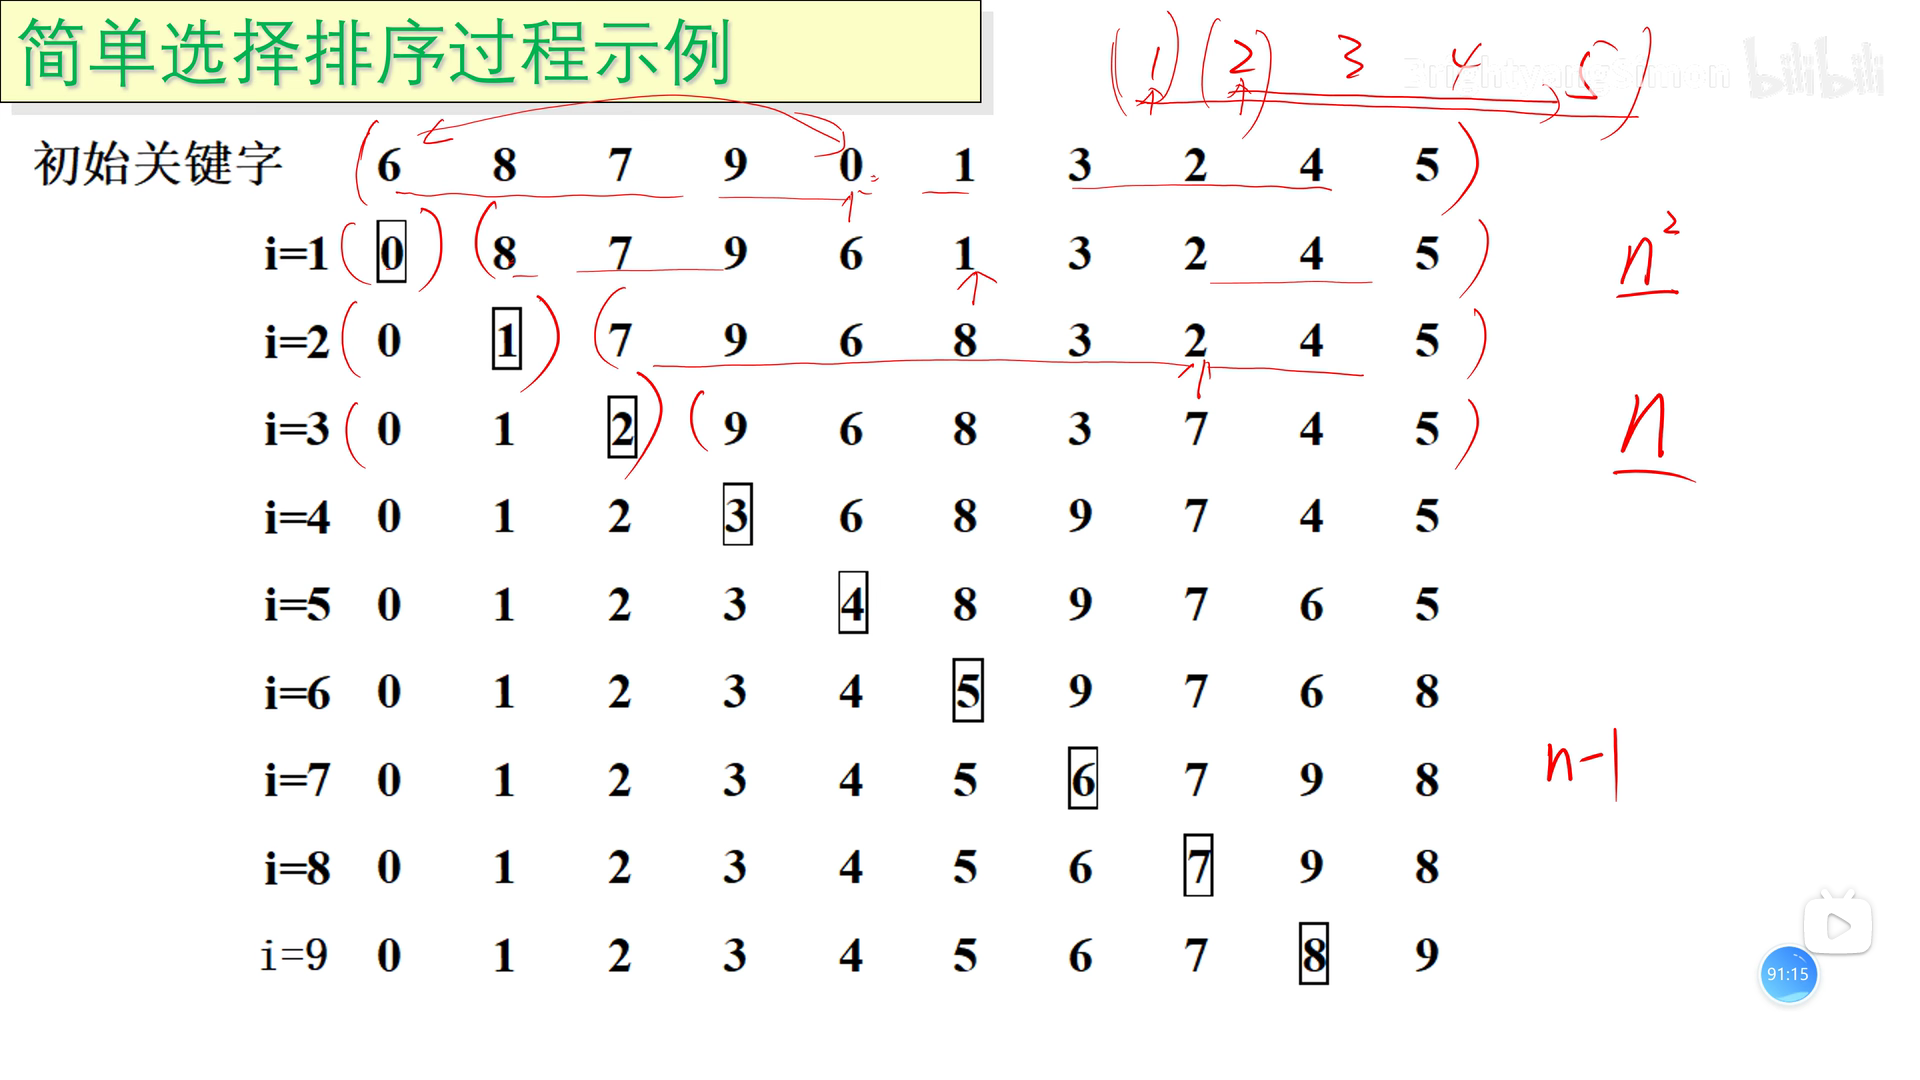 简单选择排序过程示例
1 2 3 4 5
BrightyangSimon bilibili
初始关键字 6 8 7 9 0 1 3 2 4 5
i=1 0 8 7 9 6 1 3 2 4 5
n²
i=2 0 1 7 9 6 8 3 2 4 5
i=3 0 1 2 9 6 8 3 7 4 5
n
i=4 0 1 2 3 6 8 9 7 4 5
i=5 0 1 2 3 4 8 9 7 6 5
i=6 0 1 2 3 4 5 9 7 6 8
i=7 0 1 2 3 4 5 6 7 9 8
n-1
i=8 0 1 2 3 4 5 6 7 9 8
i=9 0 1 2 3 4 5 6 7 8 9
91:15